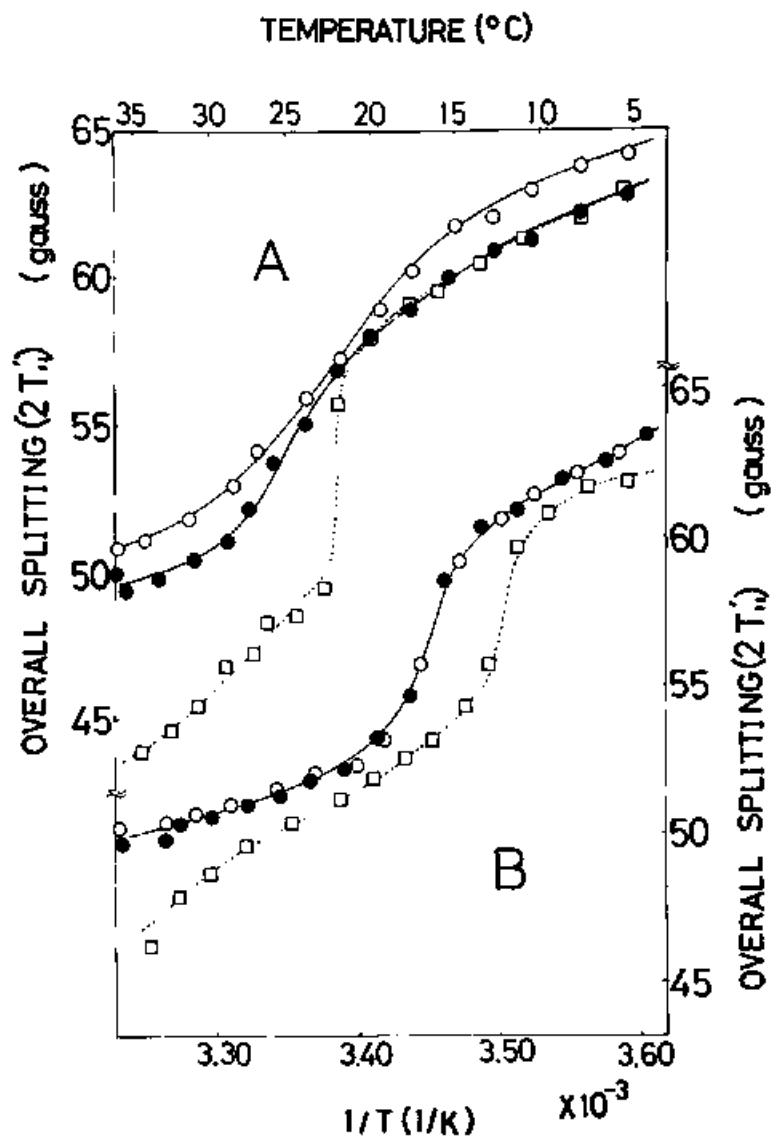 TEMPERATURE (°C)
35 30 25 20 15 10 5
65
60
55
50
45
OVERALL SPLITTING (2T∥′) (gauss)
A
B
65
60
55
50
45
OVERALL SPLITTING (2T∥′) (gauss)
3.30 3.40 3.50 3.60
1/T (1/K) X10⁻³